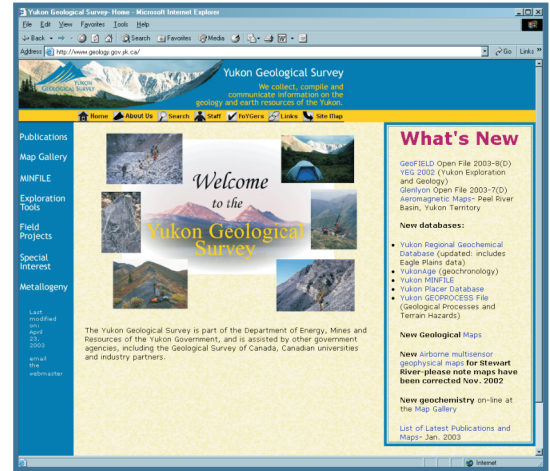 Yukon Geological Survey- Home - Microsoft Internet Explorer
File Edit View Favorites Tools Help
Back Search Favorites Media
Address http://www.geology.gov.yk.ca/ Go Links »
YUKON
GEOLOGICAL SURVEY
Yukon Geological Survey
We collect, compile and
communicate information on the
geology and earth resources of the Yukon.
Home About Us Search Staff FoYGers Links Site Map
Publications
Map Gallery
MINFILE
Exploration
Tools
Field
Projects
Special
Interest
Metallogeny
Last
modified
on:
April
23,
2003
email
the
webmaster
Welcome
to the
Yukon Geological
Survey
The Yukon Geological Survey is part of the Department of Energy, Mines and
Resources of the Yukon Government, and is assisted by other government
agencies, including the Geological Survey of Canada, Canadian universities
and industry partners.
What's New
GeoFIELD Open File 2003-8(D)
YEG 2002 (Yukon Exploration
and Geology)
Glenlyon Open File 2003-7(D)
Aeromagnetic Maps- Peel River
Basin, Yukon Territory
New databases:
• Yukon Regional Geochemical
Database (updated: includes
Eagle Plains data)
• YukonAge (geochronology)
• Yukon MINFILE
• Yukon Placer Database
• Yukon GEOPROCESS File
(Geological Processes and
Terrain Hazards)
New Geological Maps
New Airborne multisensor
geophysical maps for Stewart
River-please note maps have
been corrected Nov. 2002
New geochemistry on-line at
the Map Gallery
List of Latest Publications and
Maps- Jan. 2003
Internet